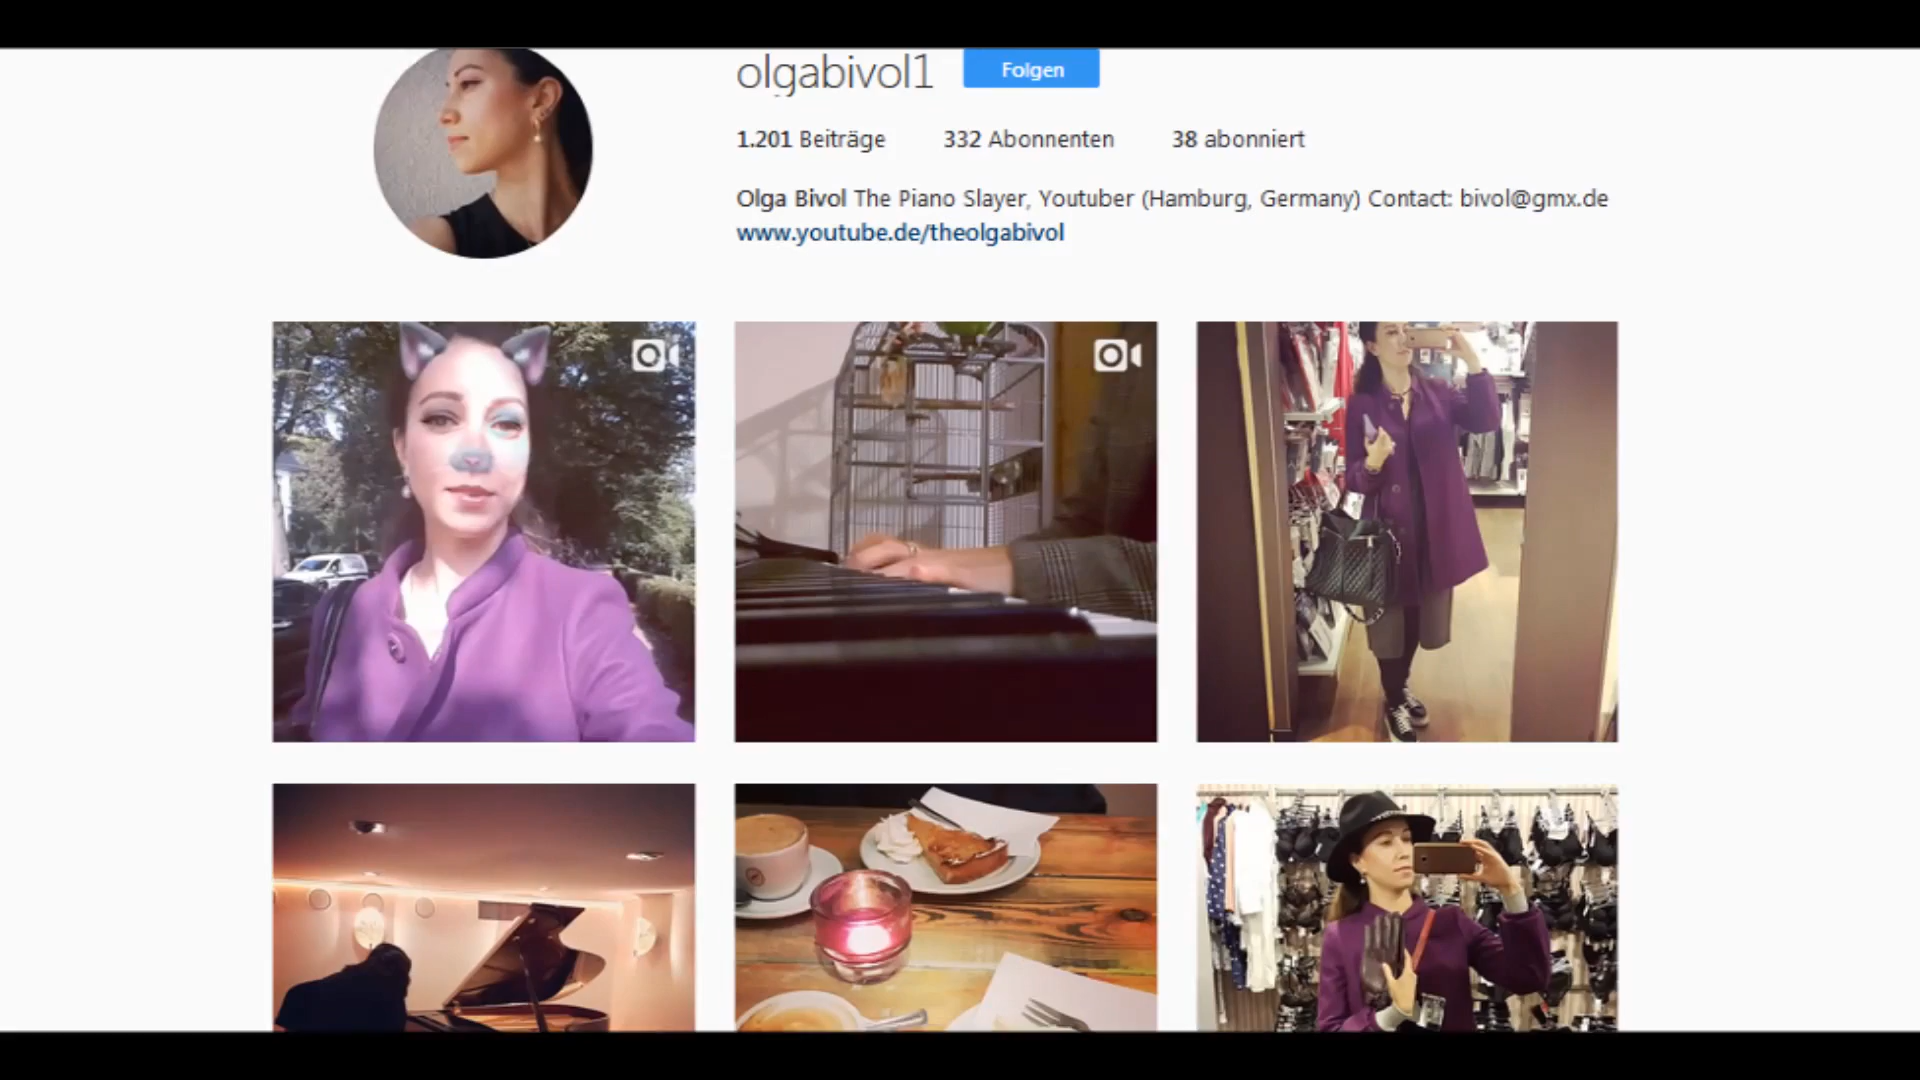 olgabivol1 Folgen
1.201 Beiträge 332 Abonnenten 38 abonniert
Olga Bivol The Piano Slayer, Youtuber (Hamburg, Germany) Contact: bivol@gmx.de
www.youtube.de/theolgabivol